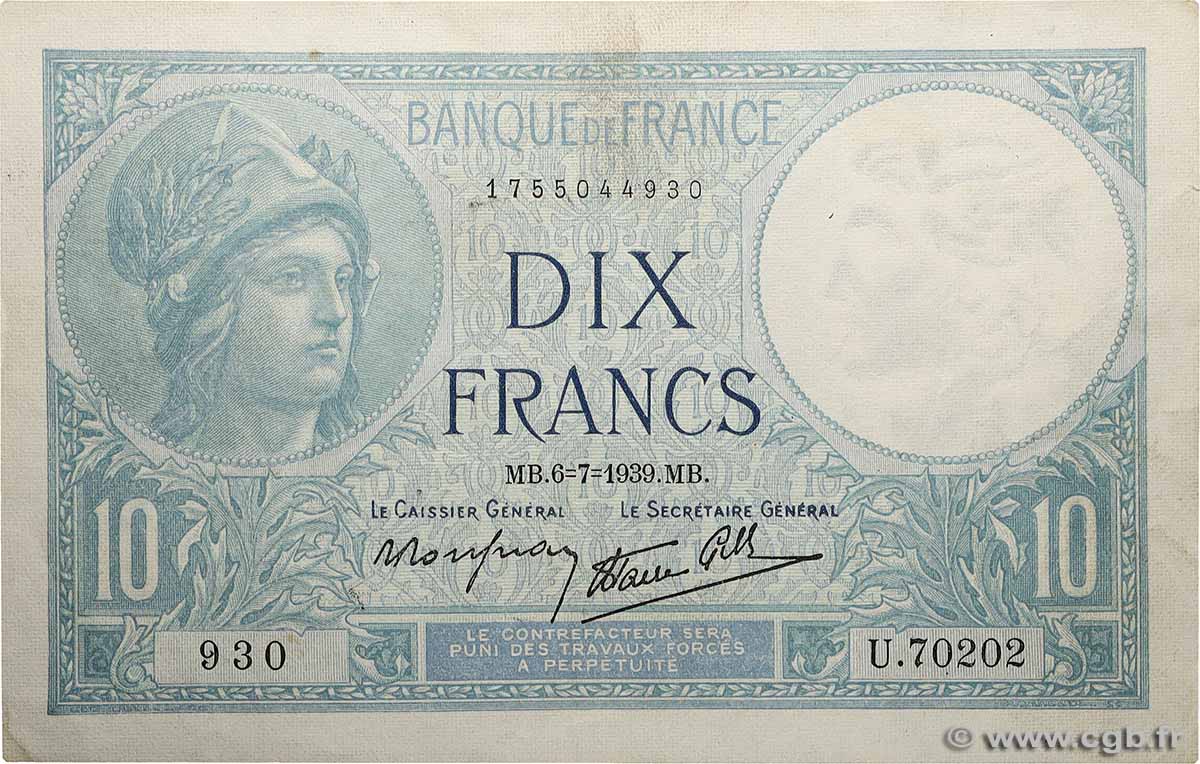 BANQUE DE FRANCE
1755044930
DIX
FRANCS
MB.6=7=1939.MB.
LE CAISSIER GÉNÉRAL LE SECRÉTAIRE GÉNÉRAL
10 10
LE CONTREFACTEUR SERA
PUNI DES TRAVAUX FORCÉS
A PERPÉTUITÉ
930 U.70202
© www.cgb.fr